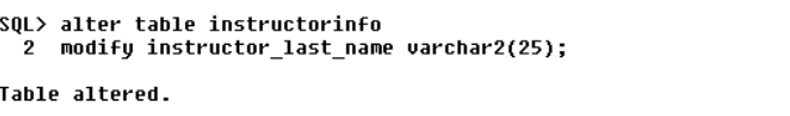 SQL> alter table instructorinfo
2 modify instructor_last_name varchar2(25);
Table altered.